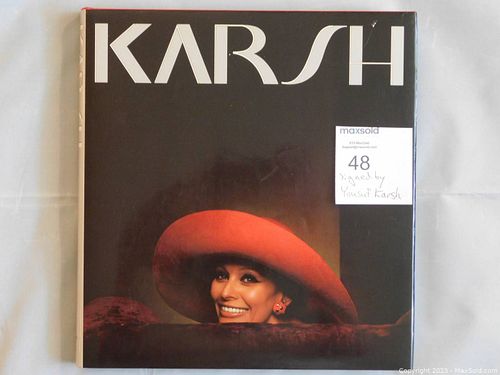 KARSH
maxsold
48
signed by
Yousuf Karsh
Copyright 2023 - MaxSold.com